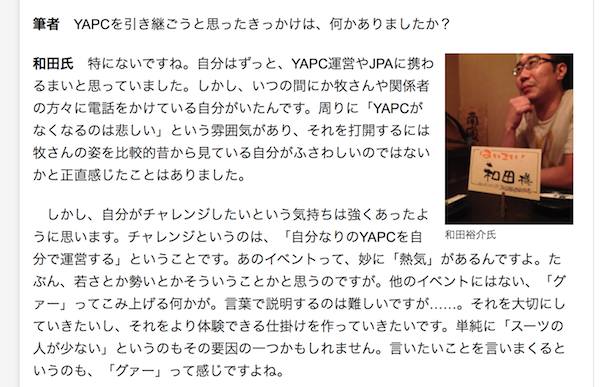 筆者　YAPCを引き継ごうと思ったきっかけは、何かありましたか？
和田氏　特にないですね。自分はずっと、YAPC運営やJPAに携わ
るまいと思っていました。しかし、いつの間にか牧さんや関係者
の方々に電話をかけている自分がいたんです。周りに「YAPCが
なくなるのは悲しい」という雰囲気があり、それを打開するには
牧さんの姿を比較的昔から見ている自分がふさわしいのではない
かと正直感じたことはありました。
はいさい!
和田様
和田裕介氏
　しかし、自分がチャレンジしたいという気持ちは強くあったよ
うに思います。チャレンジというのは、「自分なりのYAPCを自
分で運営する」ということです。あのイベントって、妙に「熱気」があるんですよ。た
ぶん、若さとか勢いとかそういうことかと思うのですが。他のイベントにはない、「グ
ァー」ってこみ上げる何かが。言葉で説明するのは難しいですが……。それを大切にし
ていきたいし、それをより体験できる仕掛けを作っていきたいです。単純に「スーツの
人が少ない」というのもその要因の一つかもしれません。言いたいことを言いまくると
いうのも、「グァー」って感じですよね。